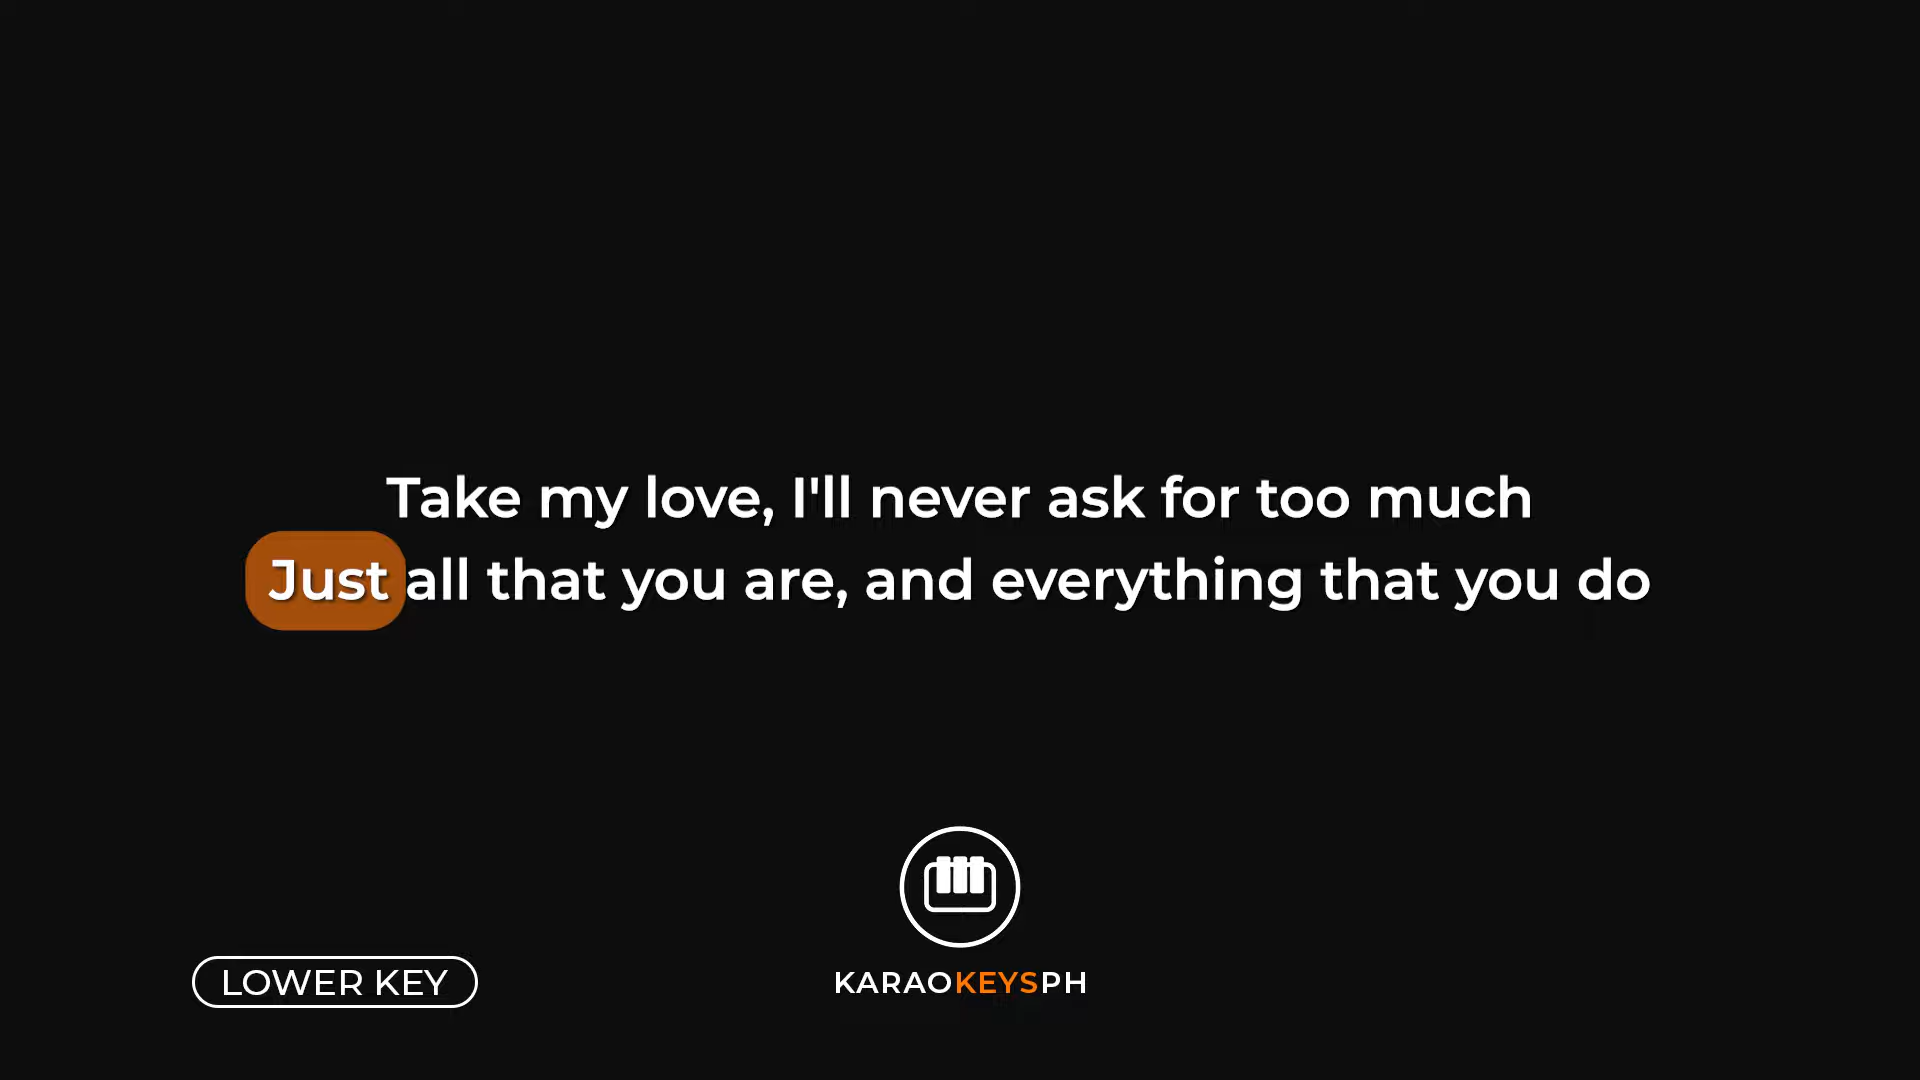 Take my love, I'll never ask for too much
Just all that you are, and everything that you do
LOWER KEY
KARAOKEYSPH